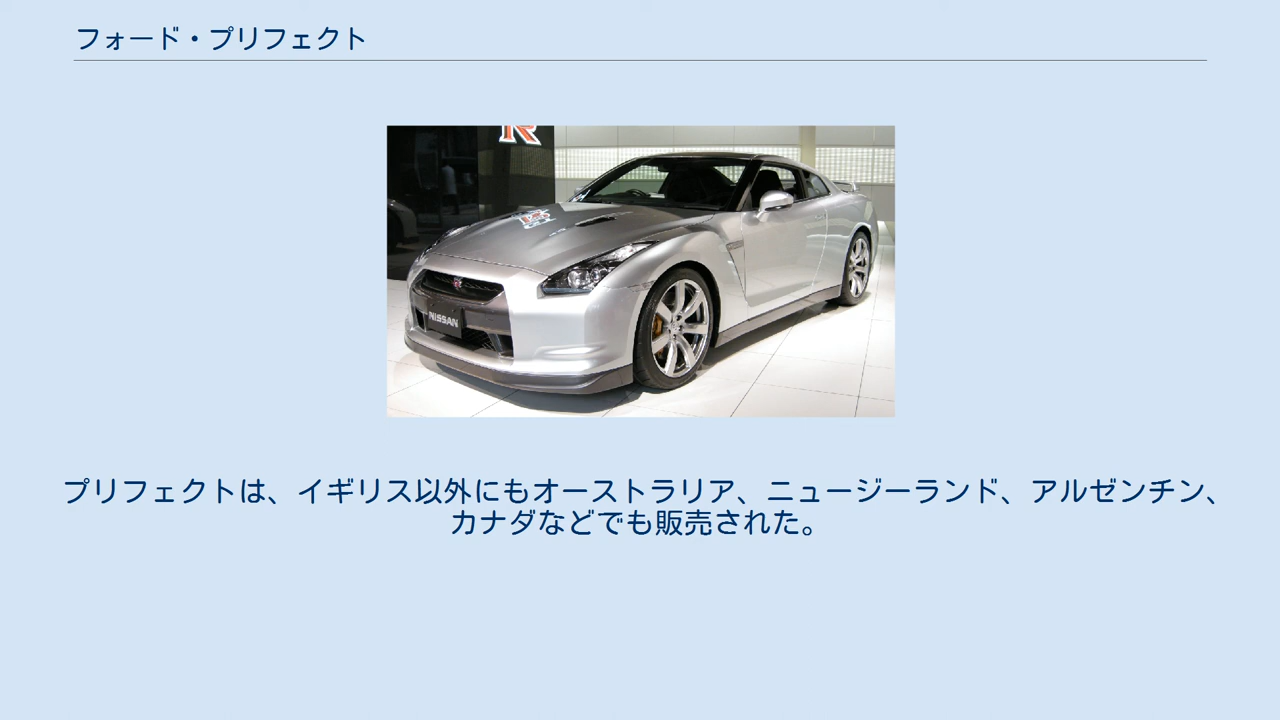 フォード・プリフェクト
R
NISSAN
プリフェクトは、イギリス以外にもオーストラリア、ニュージーランド、アルゼンチン、
カナダなどでも販売された。